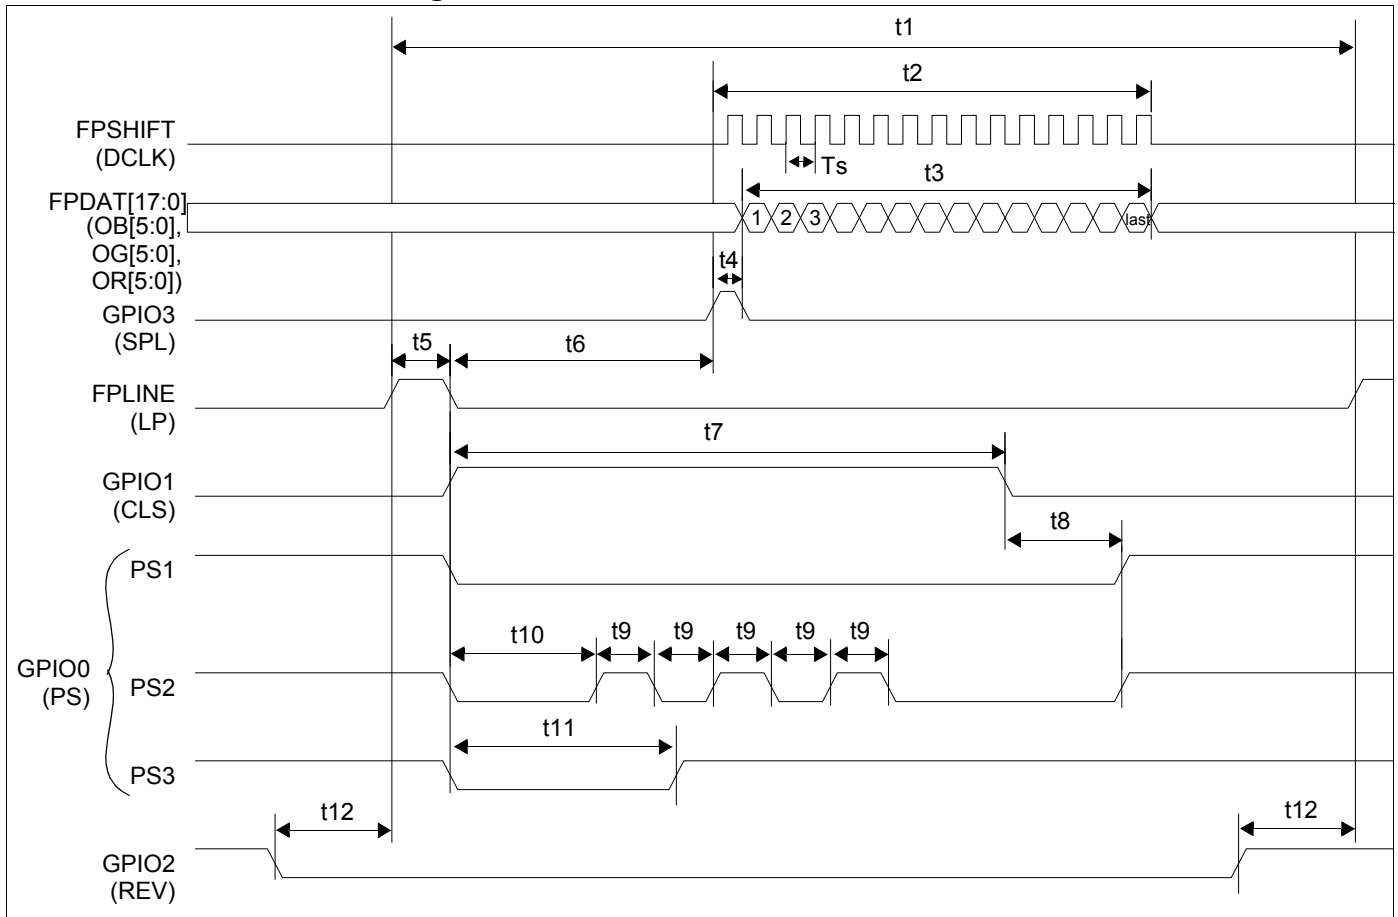 t1
t2
FPSHIFT
(DCLK)
Ts
t3
FPDAT[17:0]
(OB[5:0],
OG[5:0],
OR[5:0])
1 2 3 last
t4
GPIO3
(SPL)
t5 t6
FPLINE
(LP)
t7
GPIO1
(CLS)
t8
PS1
t10 t9 t9 t9 t9 t9
GPIO0
(PS)
PS2
t11
PS3
t12 t12
GPIO2
(REV)